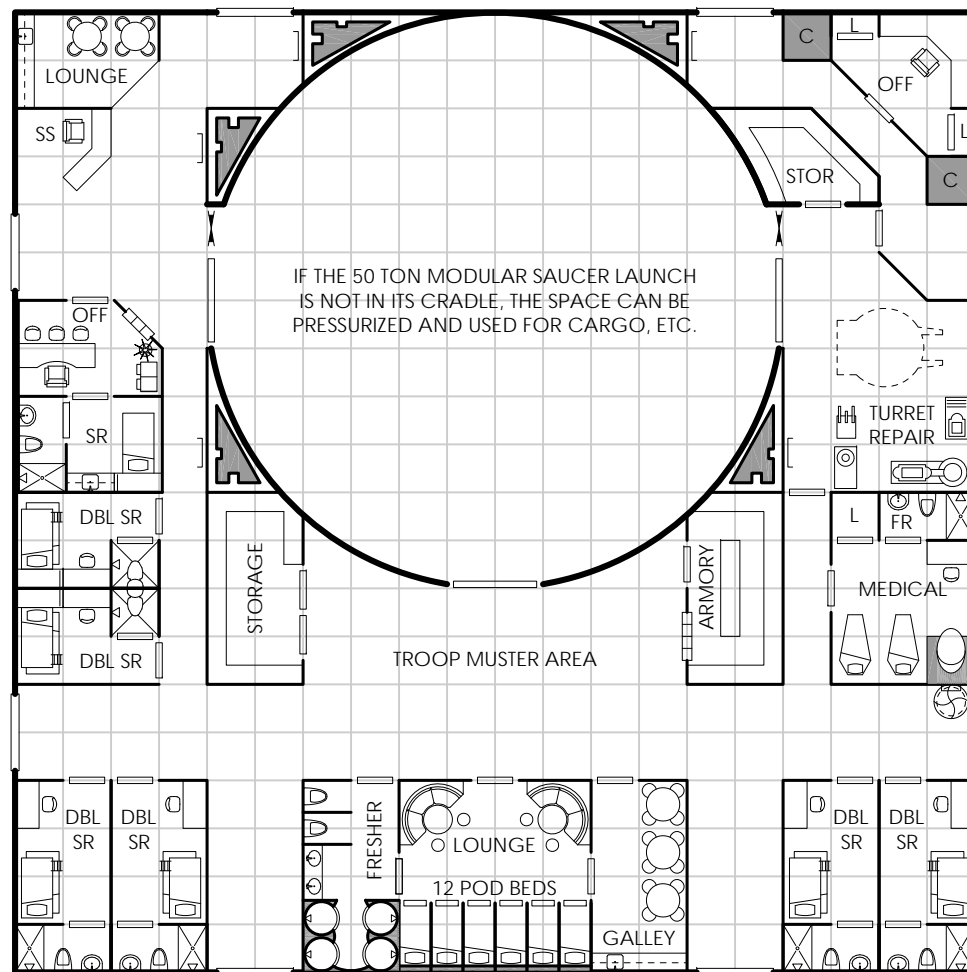 LOUNGE
SS
C
L
OFF
L
C
STOR
IF THE 50 TON MODULAR SAUCER LAUNCH
IS NOT IN ITS CRADLE, THE SPACE CAN BE
PRESSURIZED AND USED FOR CARGO, ETC.
OFF
SR
TURRET
REPAIR
DBL SR
DBL SR
STORAGE
ARMORY
L
FR
MEDICAL
TROOP MUSTER AREA
DBL
SR
DBL
SR
FRESHER
LOUNGE
12 POD BEDS
GALLEY
DBL
SR
DBL
SR